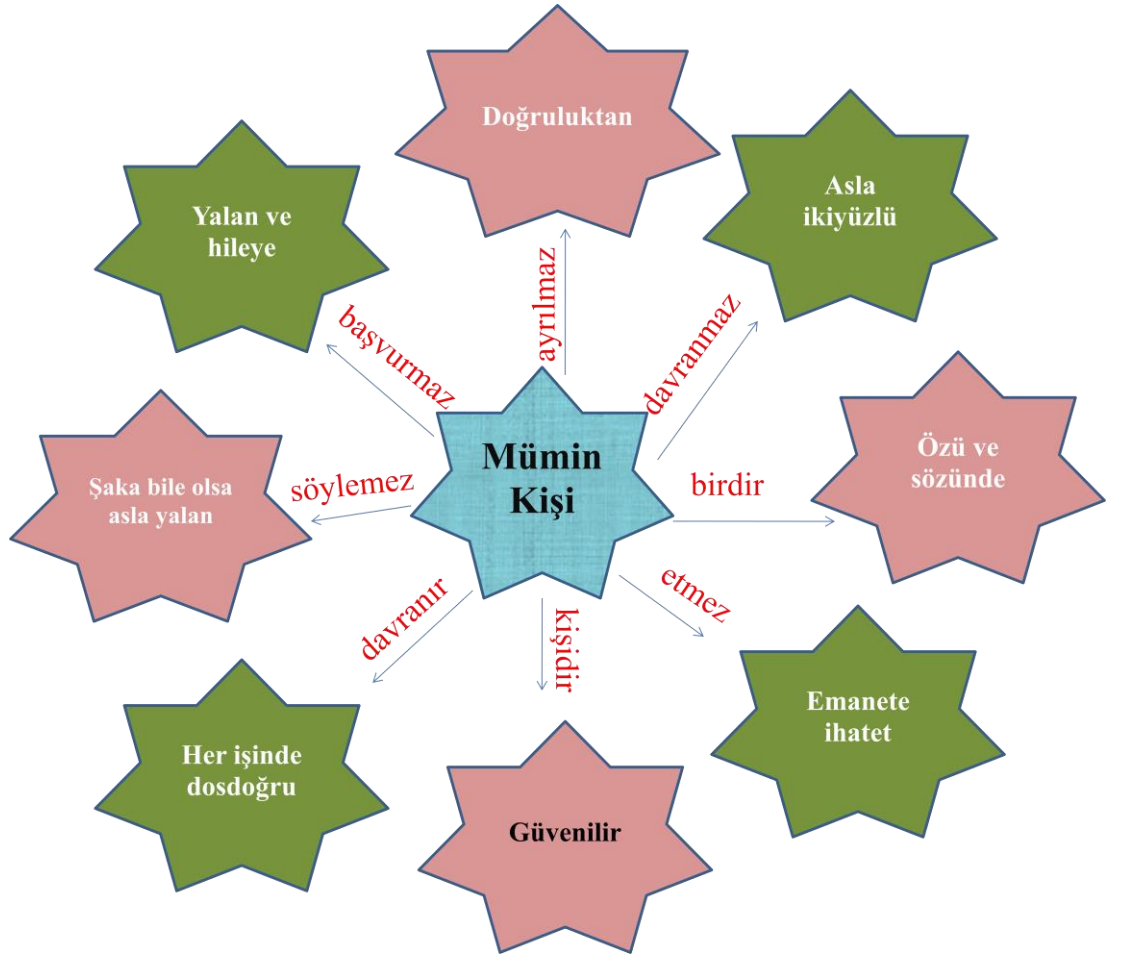 Doğruluktan
ayrılmaz
Asla
ikiyüzlü
davranmaz
Yalan ve
hileye
başvurmaz
Mümin
Kişi
Özü ve
sözünde
birdir
Şaka bile olsa
asla yalan
söylemez
Emanete
ihatet
etmez
Her işinde
dosdoğru
davranır
Güvenilir
kişidir